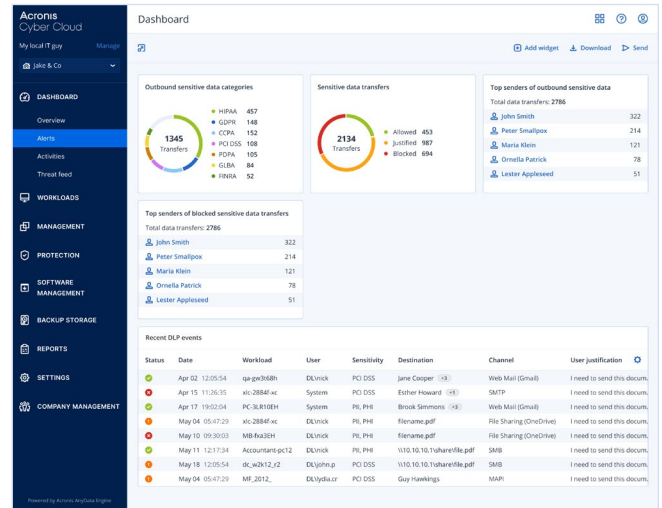 Acronis
Cyber Cloud
My local IT guy Manage
Jake & Co
DASHBOARD
Overview
Alerts
Activities
Threat feed
WORKLOADS
MANAGEMENT
PROTECTION
SOFTWARE
MANAGEMENT
BACKUP STORAGE
REPORTS
SETTINGS
COMPANY MANAGEMENT
Powered by Acronis AnyData Engine
Dashboard
Add widget Download Send
Outbound sensitive data categories
1345
Transfers
HIPAA 457
GDPR 148
CCPA 152
PCI DSS 108
PDPA 105
GLBA 84
FINRA 52
Sensitive data transfers
2134
Transfers
Allowed 453
Justified 987
Blocked 694
Top senders of outbound sensitive data
Total data transfers: 2786
John Smith 322
Peter Smallpox 214
Maria Klein 121
Ornella Patrick 78
Lester Appleseed 51
Top senders of blocked sensitive data transfers
Total data transfers: 2786
John Smith 322
Peter Smallpox 214
Maria Klein 121
Ornella Patrick 78
Lester Appleseed 51
Recent DLP events
Status Date Workload User Sensitivity Destination Channel User justification
Apr 02 12:05:54 qa-gw3t68h DL\nick PCI DSS Jane Cooper +3 Web Mail (Gmail) I need to send this docum.
Apr 15 11:26:35 xlc-2884f-xc System PCI DSS Esther Howard SMTP I need to send this docum.
Apr 17 19:02:04 PC-3LR10EH System PII, PHI Brook Simmons +3 Web Mail (Gmail) I need to send this docum.
May 04 05:47:29 xlc-2884f-xc DL\nick PII, PHI filename.pdf File Sharing (OneDrive) I need to send this docum.
May 10 09:30:03 MB-fxa3EH DL\nick PII, PHI filename.pdf File Sharing (OneDrive) I need to send this docum.
May 11 12:17:34 Accountant-pc12 DL\nick PII, PHI \\10.10.10.1\share\file.pdf SMB I need to send this docum.
May 18 12:05:54 dc_w2k12_r2 DL\john.p PCI DSS \\10.10.10.1\share\file.pdf SMB I need to send this docum.
May 04 05:47:29 MF_2012_ DL\lydia.cr PCI DSS Guy Hawkings MAPI I need to send this docum.